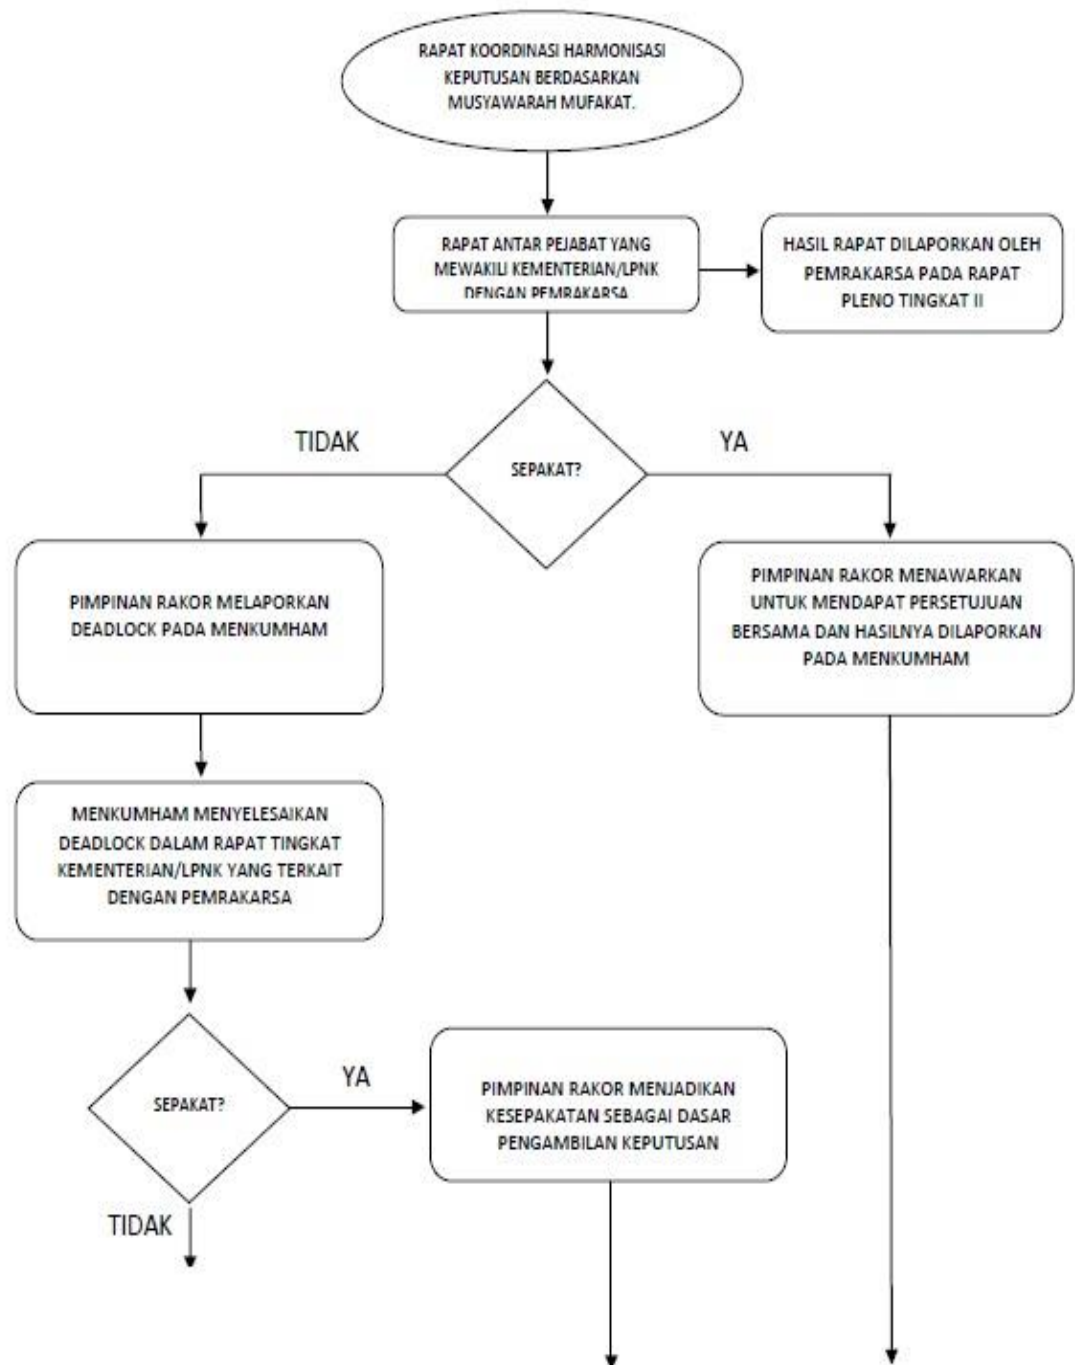 RAPAT KOORDINASI HARMONISASI
KEPUTUSAN BERDASARKAN
MUSYAWARAH MUFAKAT.
RAPAT ANTAR PEJABAT YANG
MEWAKILI KEMENTERIAN/LPNK
DENGAN PEMRAKARSA
HASIL RAPAT DILAPORKAN OLEH
PEMRAKARSA PADA RAPAT
PLENO TINGKAT II
TIDAK
SEPAKAT?
YA
PIMPINAN RAKOR MELAPORKAN
DEADLOCK PADA MENKUMHAM
PIMPINAN RAKOR MENAWARKAN
UNTUK MENDAPAT PERSETUJUAN
BERSAMA DAN HASILNYA DILAPORKAN
PADA MENKUMHAM
MENKUMHAM MENYELESAIKAN
DEADLOCK DALAM RAPAT TINGKAT
KEMENTERIAN/LPNK YANG TERKAIT
DENGAN PEMRAKARSA
SEPAKAT?
YA
PIMPINAN RAKOR MENJADIKAN
KESEPAKATAN SEBAGAI DASAR
PENGAMBILAN KEPUTUSAN
TIDAK